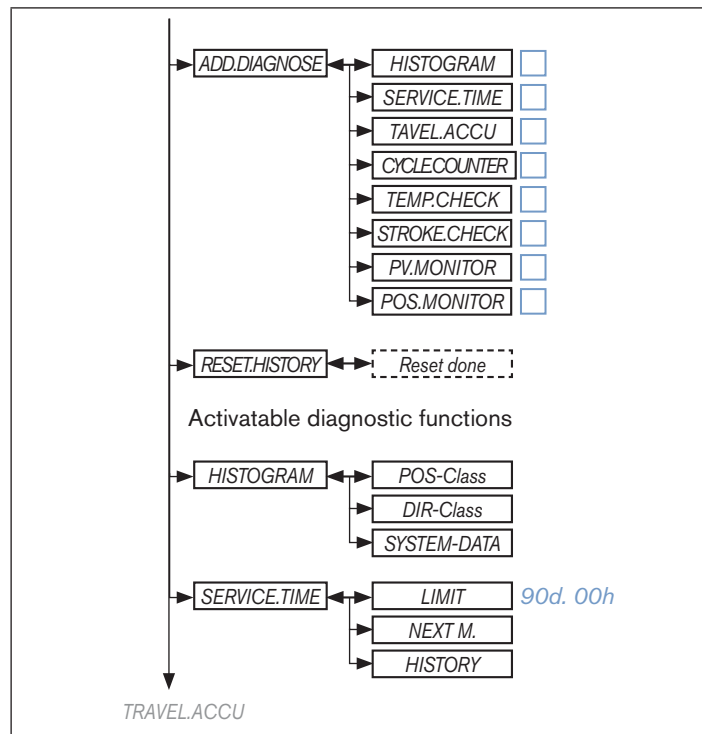 ADD.DIAGNOSE HISTOGRAM
SERVICE.TIME
TAVEL.ACCU
CYCLE.COUNTER
TEMP.CHECK
STROKE.CHECK
PV.MONITOR
POS.MONITOR
RESET.HISTORY Reset done
Activatable diagnostic functions
HISTOGRAM POS-Class
DIR-Class
SYSTEM-DATA
SERVICE.TIME LIMIT 90d. 00h
NEXT M.
HISTORY
TRAVEL.ACCU